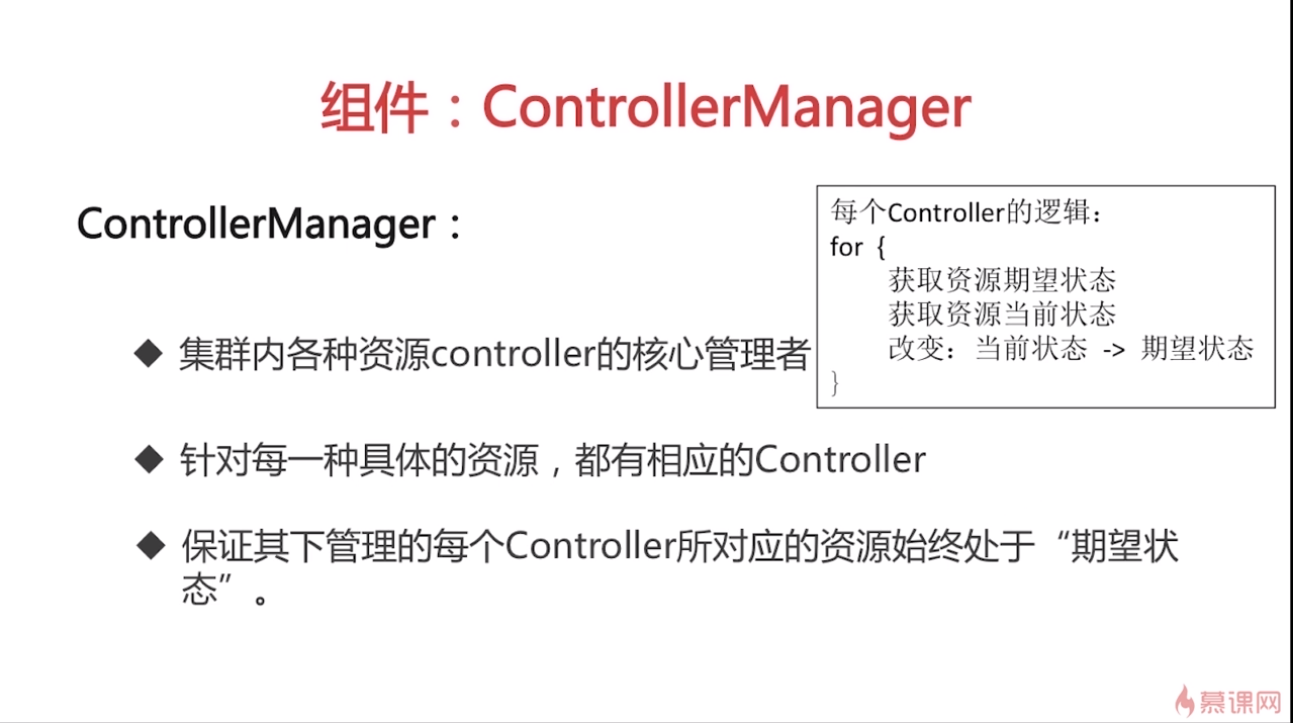 组件：ControllerManager
ControllerManager：
每个Controller的逻辑：
for {
获取资源期望状态
获取资源当前状态
改变：当前状态 -> 期望状态
}
◆ 集群内各种资源controller的核心管理者
◆ 针对每一种具体的资源，都有相应的Controller
◆ 保证其下管理的每个Controller所对应的资源始终处于“期望状
态”。
慕课网